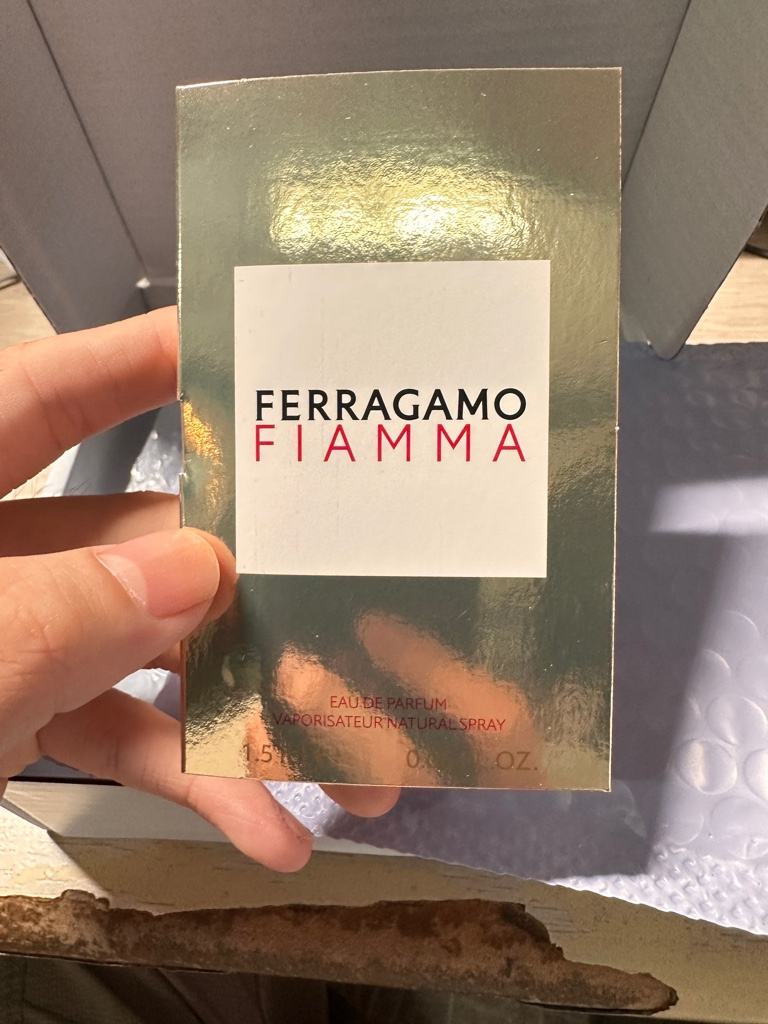 FERRAGAMO
FIAMMA
EAU DE PARFUM
VAPORISATEUR NATURAL SPRAY
1.5 OZ.